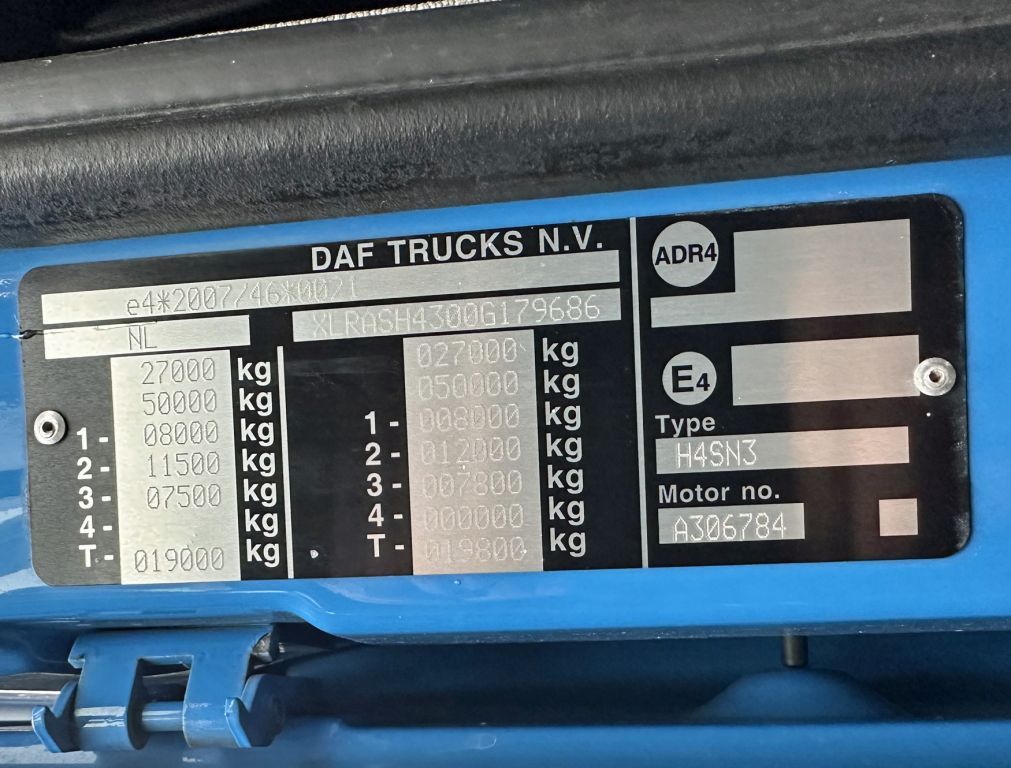 DAF TRUCKS N.V.
e4*2007/46*0021
NL XLRASH4300G179686
27000 kg 027000 kg
50000 kg 050000 kg
1- 08000 kg 1- 008000 kg
2- 11500 kg 2- 012000 kg
3- 07500 kg 3- 007800 kg
4- kg 4- 000000 kg
T- 019000 kg T- 019800 kg
ADR4
E4
Type
H4SN3
Motor no.
A306784